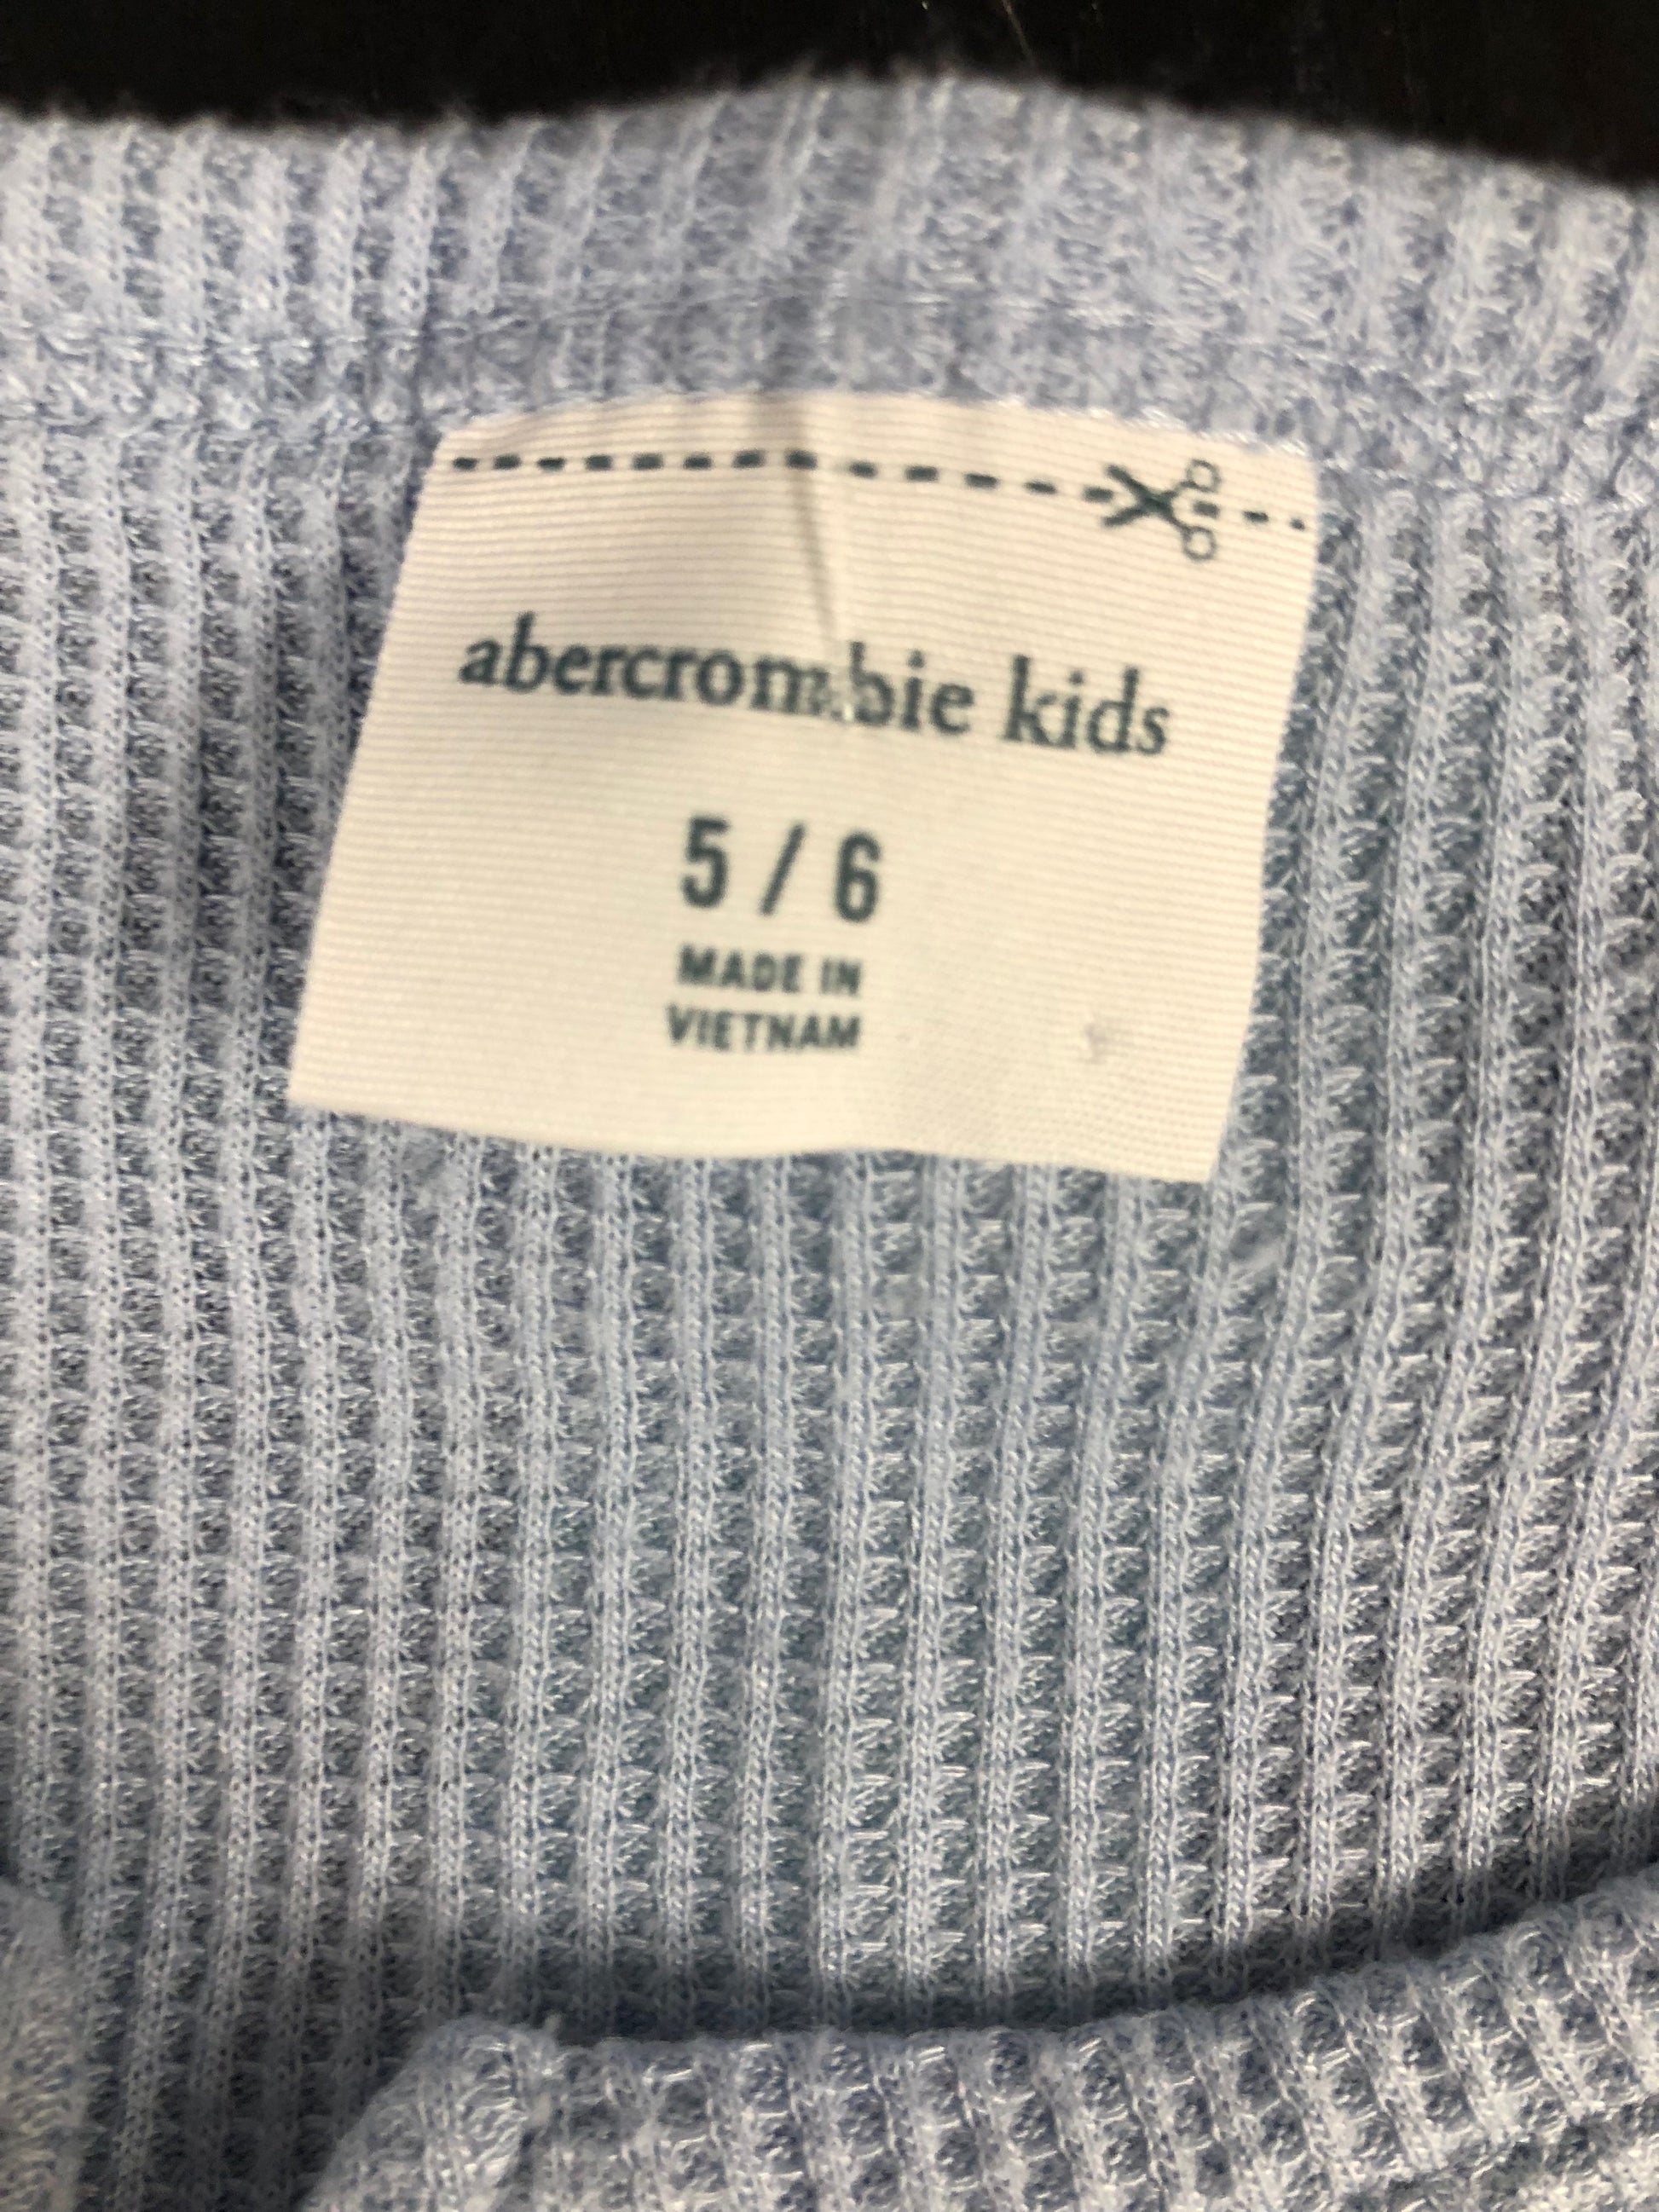 abercrombie kids
5 / 6
MADE IN
VIETNAM